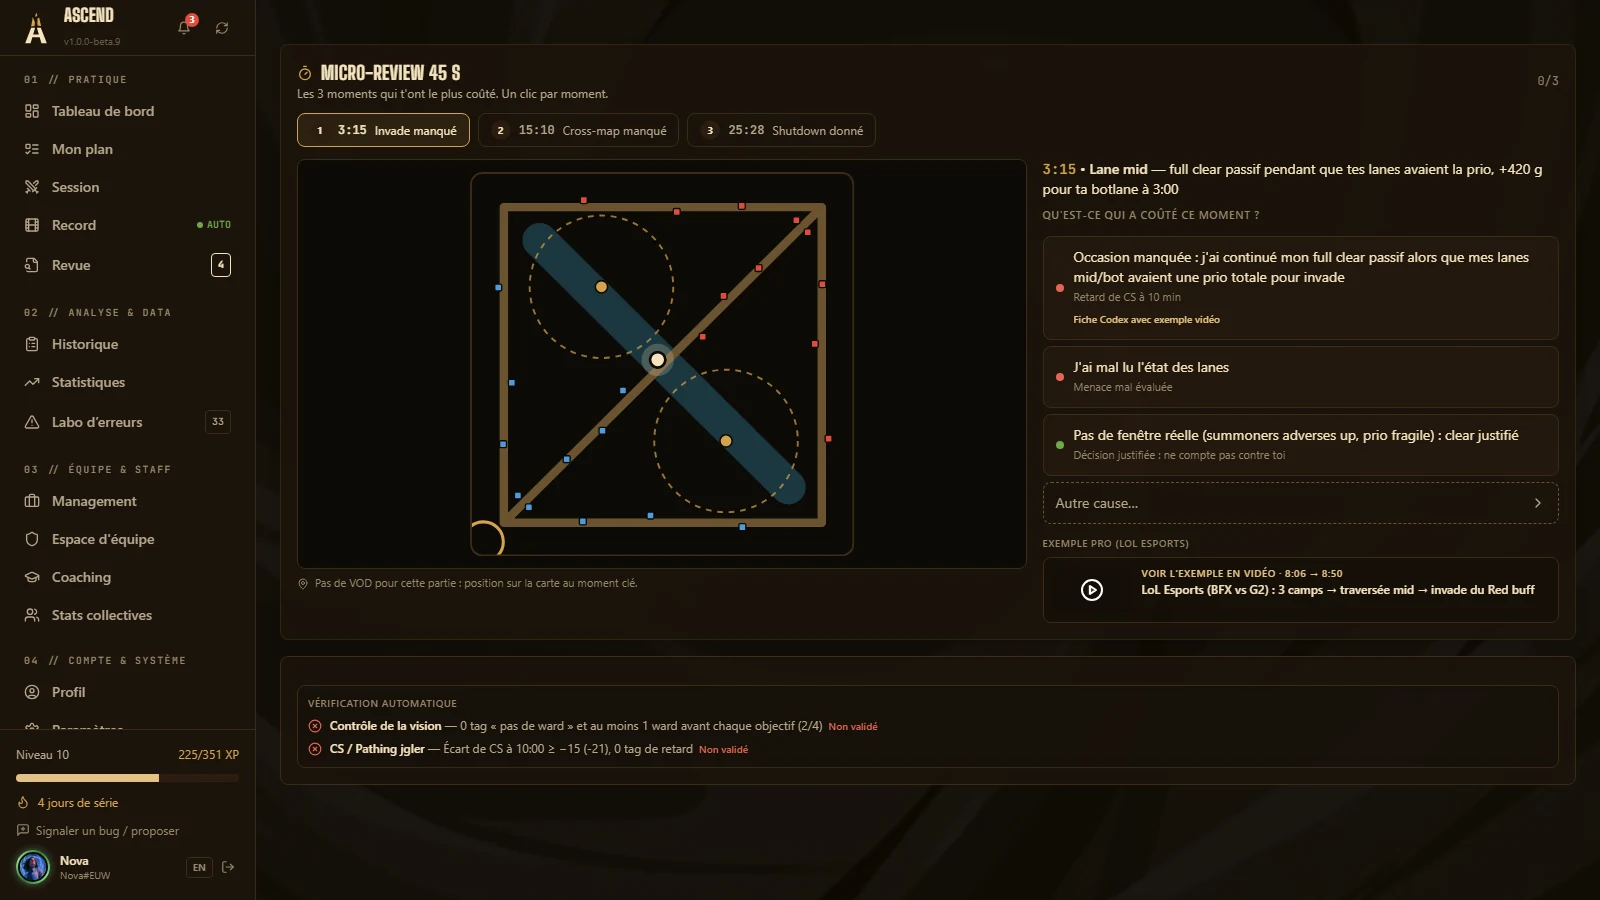 ASCEND
v1.0.0-beta.9
3
01 // PRATIQUE
Tableau de bord
Mon plan
Session
Record
AUTO
Revue
4
02 // ANALYSE & DATA
Historique
Statistiques
Labo d'erreurs
33
03 // ÉQUIPE & STAFF
Management
Espace d'équipe
Coaching
Stats collectives
04 // COMPTE & SYSTÈME
Profil
Paramètres
Niveau 10
225/351 XP
4 jours de série
Signaler un bug / proposer
Nova
Nova#EUW
EN
MICRO-REVIEW 45 S
Les 3 moments qui t'ont le plus coûté. Un clic par moment.
0/3
1 3:15 Invade manqué
2 15:10 Cross-map manqué
3 25:28 Shutdown donné
Pas de VOD pour cette partie : position sur la carte au moment clé.
3:15 • Lane mid — full clear passif pendant que tes lanes avaient la prio, +420 g
pour ta botlane à 3:00
QU'EST-CE QUI A COÛTÉ CE MOMENT ?
Occasion manquée : j'ai continué mon full clear passif alors que mes lanes
mid/bot avaient une prio totale pour invade
Retard de CS à 10 min
Fiche Codex avec exemple vidéo
J'ai mal lu l'état des lanes
Menace mal évaluée
Pas de fenêtre réelle (summoners adverses up, prio fragile) : clear justifié
Décision justifiée : ne compte pas contre toi
Autre cause...
EXEMPLE PRO (LOL ESPORTS)
VOIR L'EXEMPLE EN VIDÉO · 8:06 → 8:50
LoL Esports (BFX vs G2) : 3 camps → traversée mid → invade du Red buff
VÉRIFICATION AUTOMATIQUE
Contrôle de la vision — 0 tag « pas de ward » et au moins 1 ward avant chaque objectif (2/4) Non validé
CS / Pathing jgler — Écart de CS à 10:00 ≥ −15 (-21), 0 tag de retard Non validé